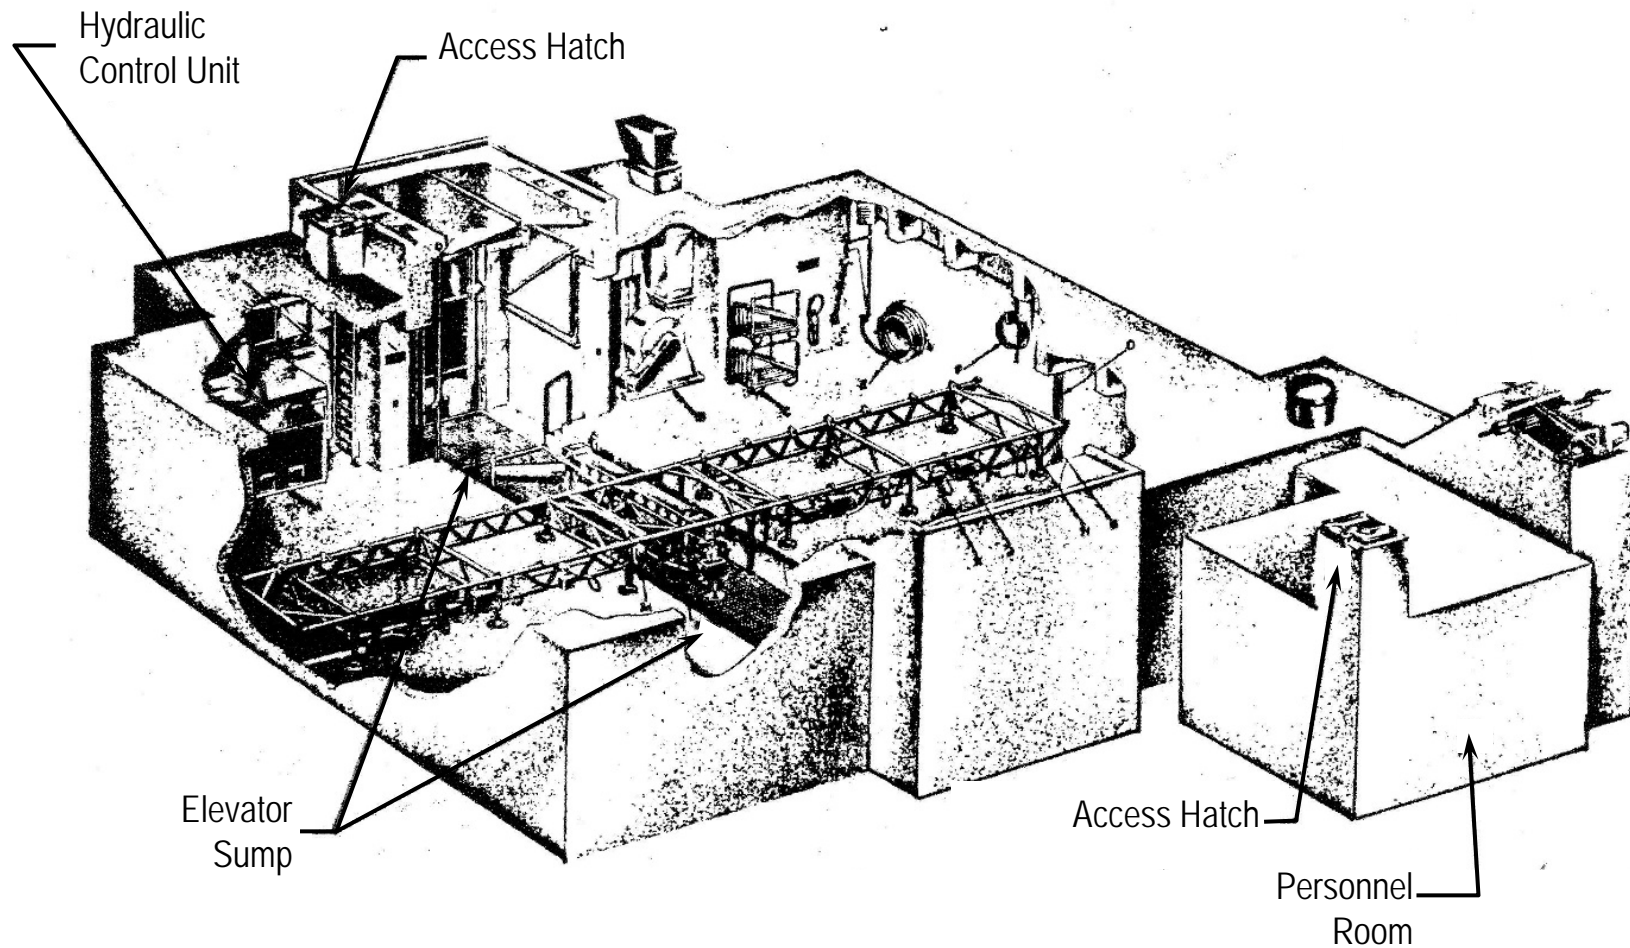 Hydraulic
Control Unit
Access Hatch
Elevator
Sump
Access Hatch
Personnel
Room